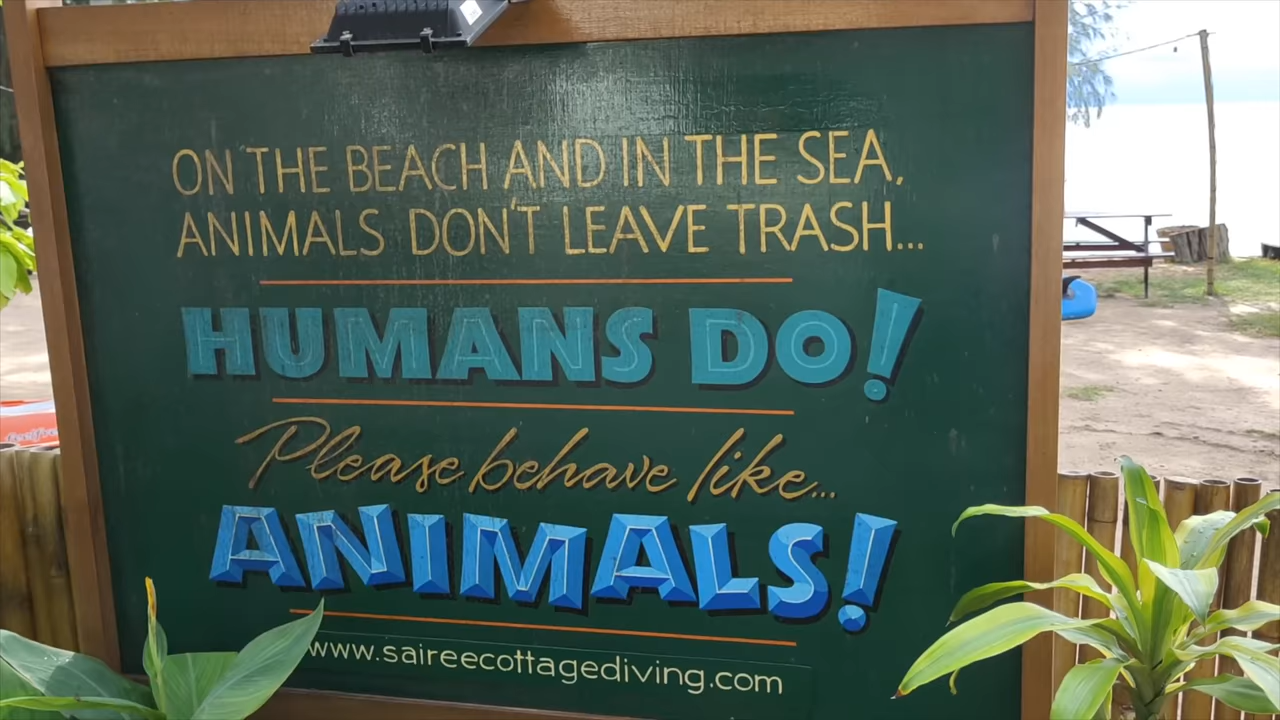 ON THE BEACH AND IN THE SEA,
ANIMALS DON'T LEAVE TRASH...
HUMANS DO!
Please behave like...
ANIMALS!
www.saireecottagediving.com
feelfree